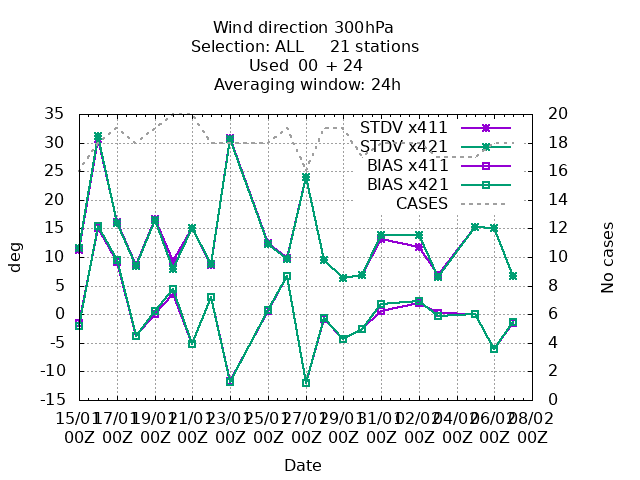 Wind direction 300hPa
Selection: ALL 21 stations
Used 00 + 24
Averaging window: 24h
35 20
30 18
25 16
20 14
15 12
10 10
5 8
0 6
-5 4
-10 2
-15 0
STDV x411
STDV x421
BIAS x411
BIAS x421
CASES
deg
No cases
15/01 17/01 19/01 21/01 23/01 25/01 27/01 29/01 31/01 02/02 04/02 06/02 08/02
00Z 00Z 00Z 00Z 00Z 00Z 00Z 00Z 00Z 00Z 00Z 00Z 00Z
Date